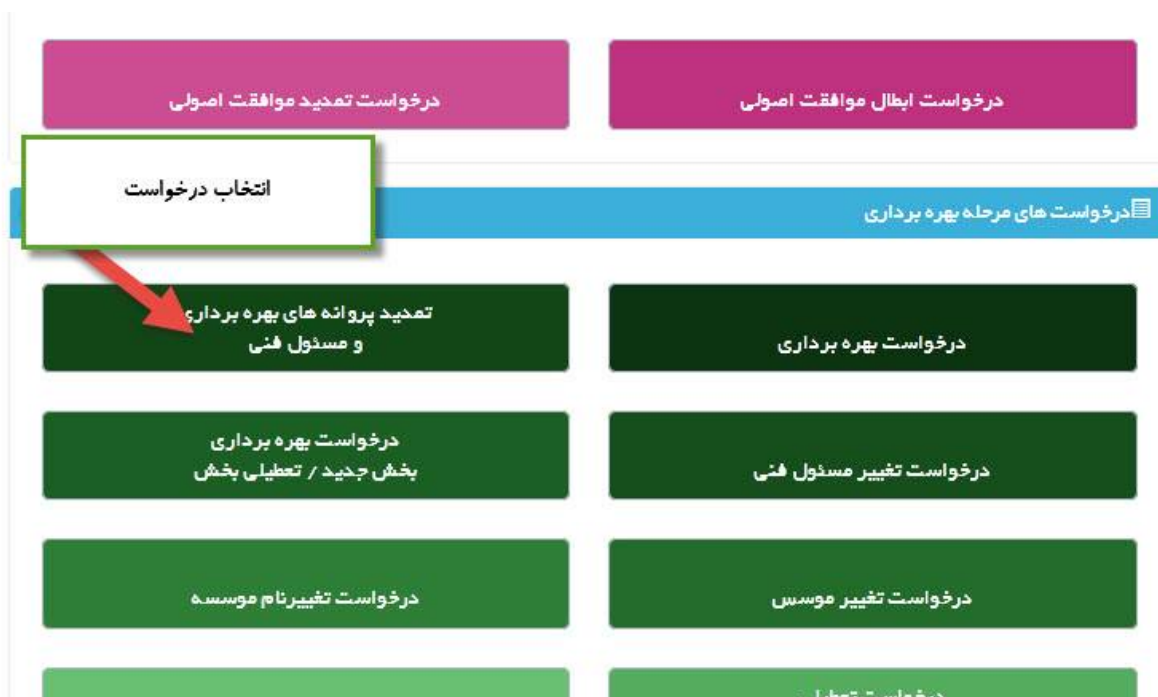 درخواست ابطال موافقت اصولی
درخواست تمدید موافقت اصولی
انتخاب درخواست
درخواست های مرحله بهره برداری
درخواست بهره برداری
تمدید پروانه های بهره برداری
و مسئول فنی
درخواست تغییر مسئول فنی
درخواست بهره برداری
بخش جدید / تعطیلی بخش
درخواست تغییر موسس
درخواست تغییرنام موسسه
درخواست تعطیلی